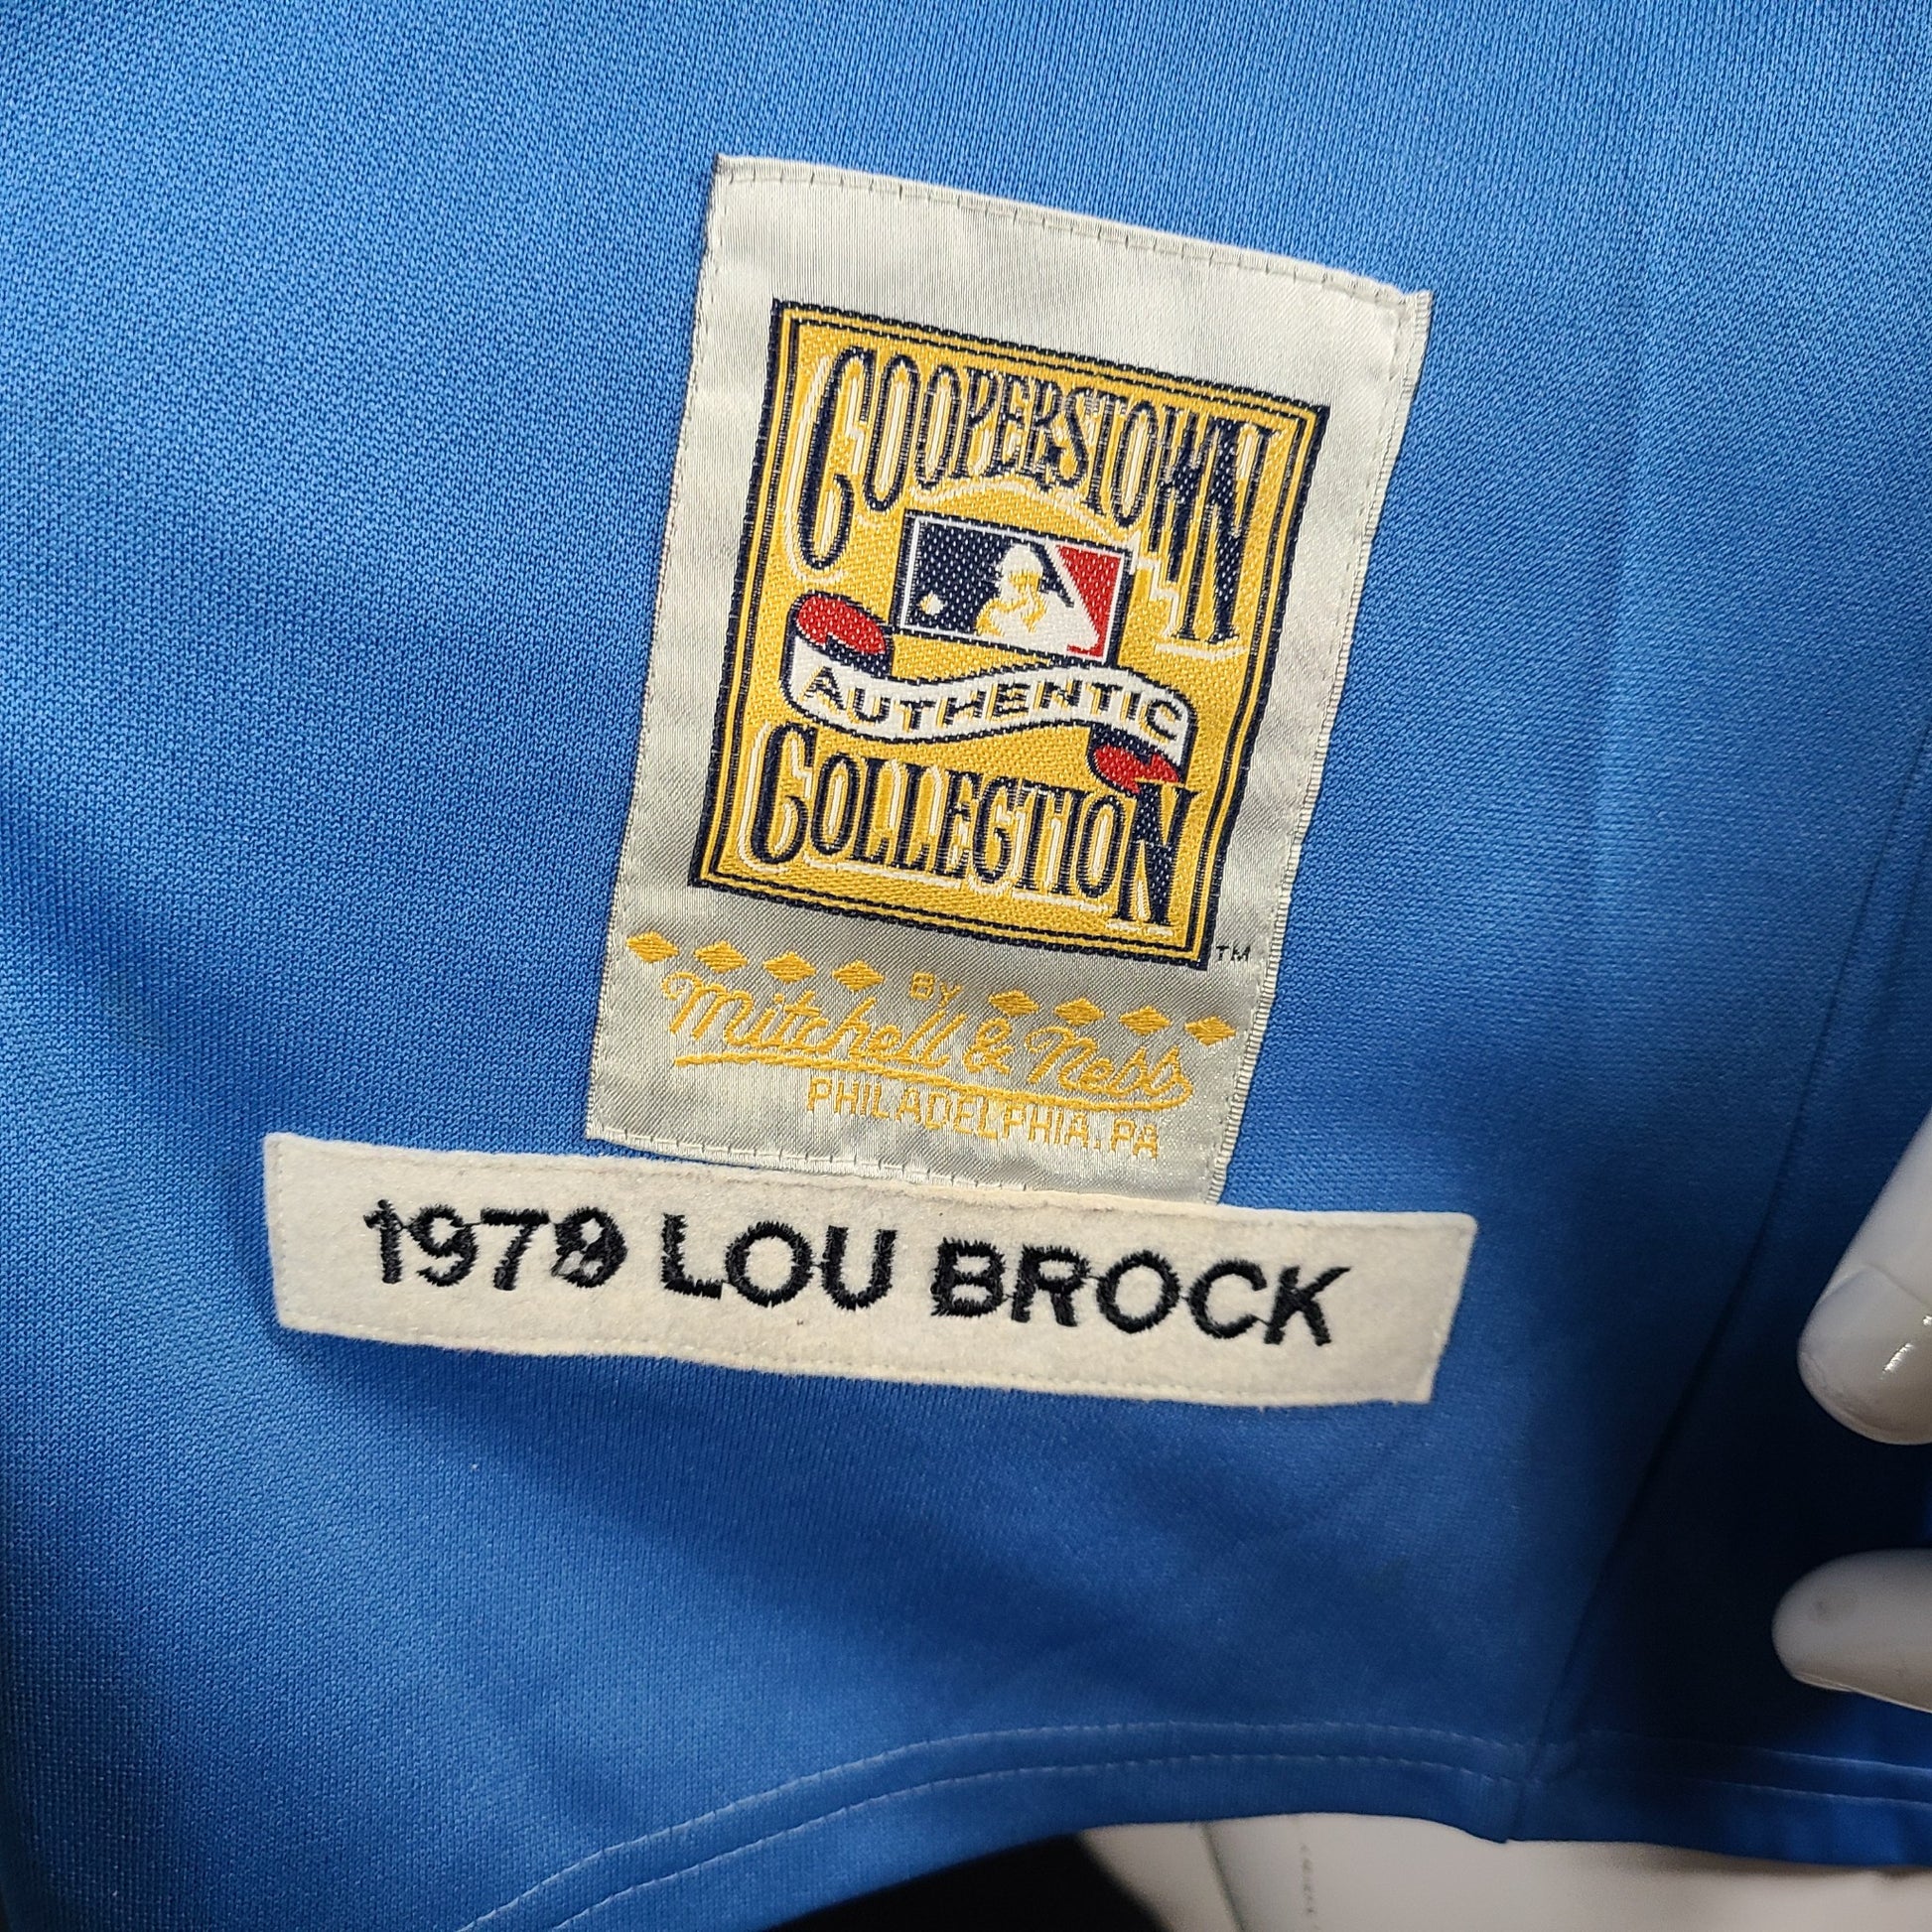 COOPERSTOWN
AUTHENTIC
COLLECTION
TM
BY
Mitchell & Ness
PHILADELPHIA, PA
1979 LOU BROCK